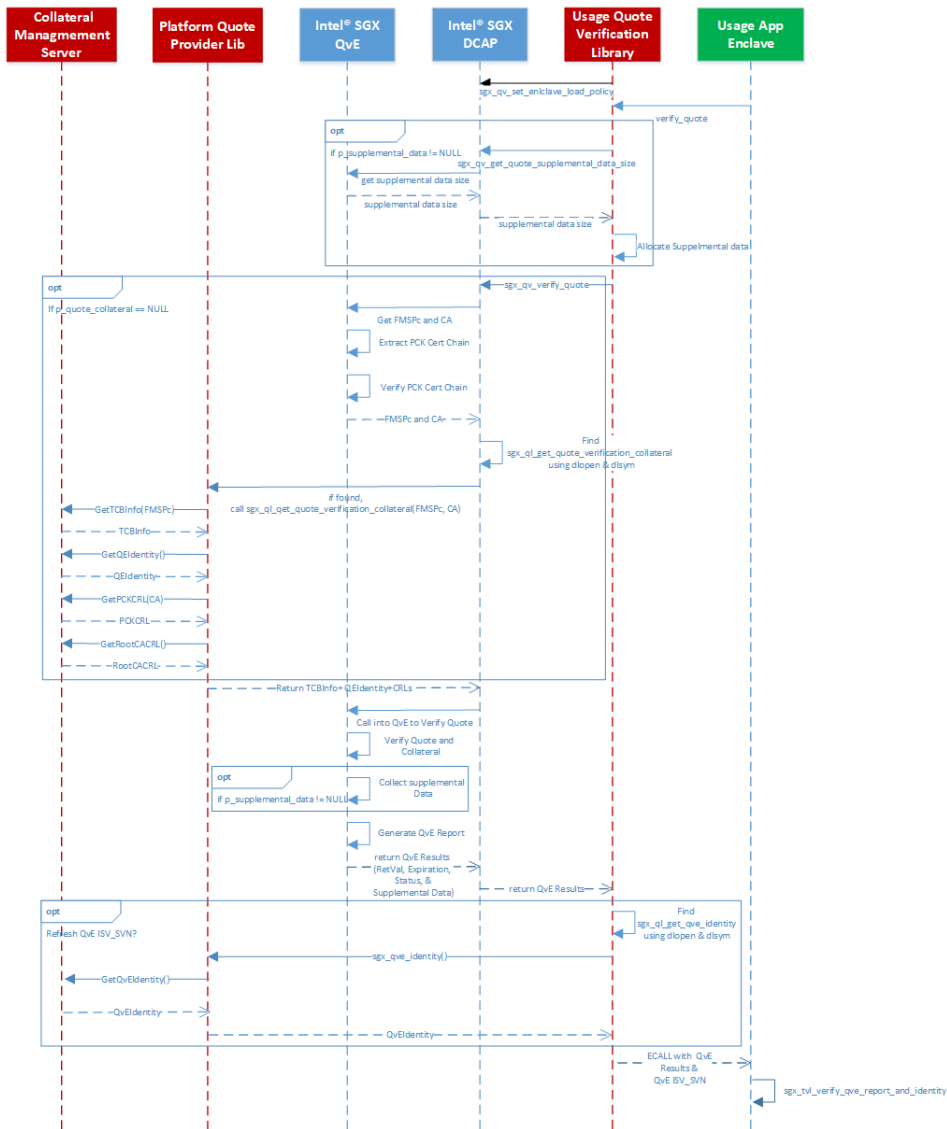 Collateral
Managmement
Server
Platform Quote
Provider Lib
Intel® SGX
QvE
Intel® SGX
DCAP
Usage Quote
Verification
Library
Usage App
Enclave
sgx_qv_set_enlclave_load_policy
verify_quote
opt
if p_supplemental_data != NULL
sgx_qv_get_quote_supplemental_data_size
get supplemental data size
supplemental data size
supplemental data size
Allocate Suppelmental data
opt
If p_quote_collateral == NULL
sgx_qv_verify_quote
Get FMSPc and CA
Extract PCK Cert Chain
Verify PCK Cert Chain
FMSPc and CA
Find
sgx_ql_get_quote_verification_collateral
using dlopen & dlsym
if found,
call sgx_ql_qet_quote_verification_collateral(FMSPc, CA)
GetTCBInfo(FMSPc)
TCBInfo
GetQEIdentity()
QEIdentity
GetPCKCRL(CA)
PCKCRL
GetRootCACRL()
RootCACRL
Return TCBInfo+QEIdentity+CRLs
Call into QvE to Verify Quote
Verify Quote and
Collateral
opt
if p_supplemental_data != NULL
Collect supplemental
Data
Generate QvE Report
return QvE Results
(RetVal, Expiration,
Status, &
Supplemental Data)
return QvE Results
opt
Refresh QvE ISV_SVN?
Find
sgx_ql_get_qve_identity
using dlopen & dlsym
sgx_qve_identity()
GetQvEIdentity()
QvEIdentity
QvEIdentity
ECALL with QvE
Results &
QvE ISV_SVN
sgx_tvl_verify_qve_report_and_identity